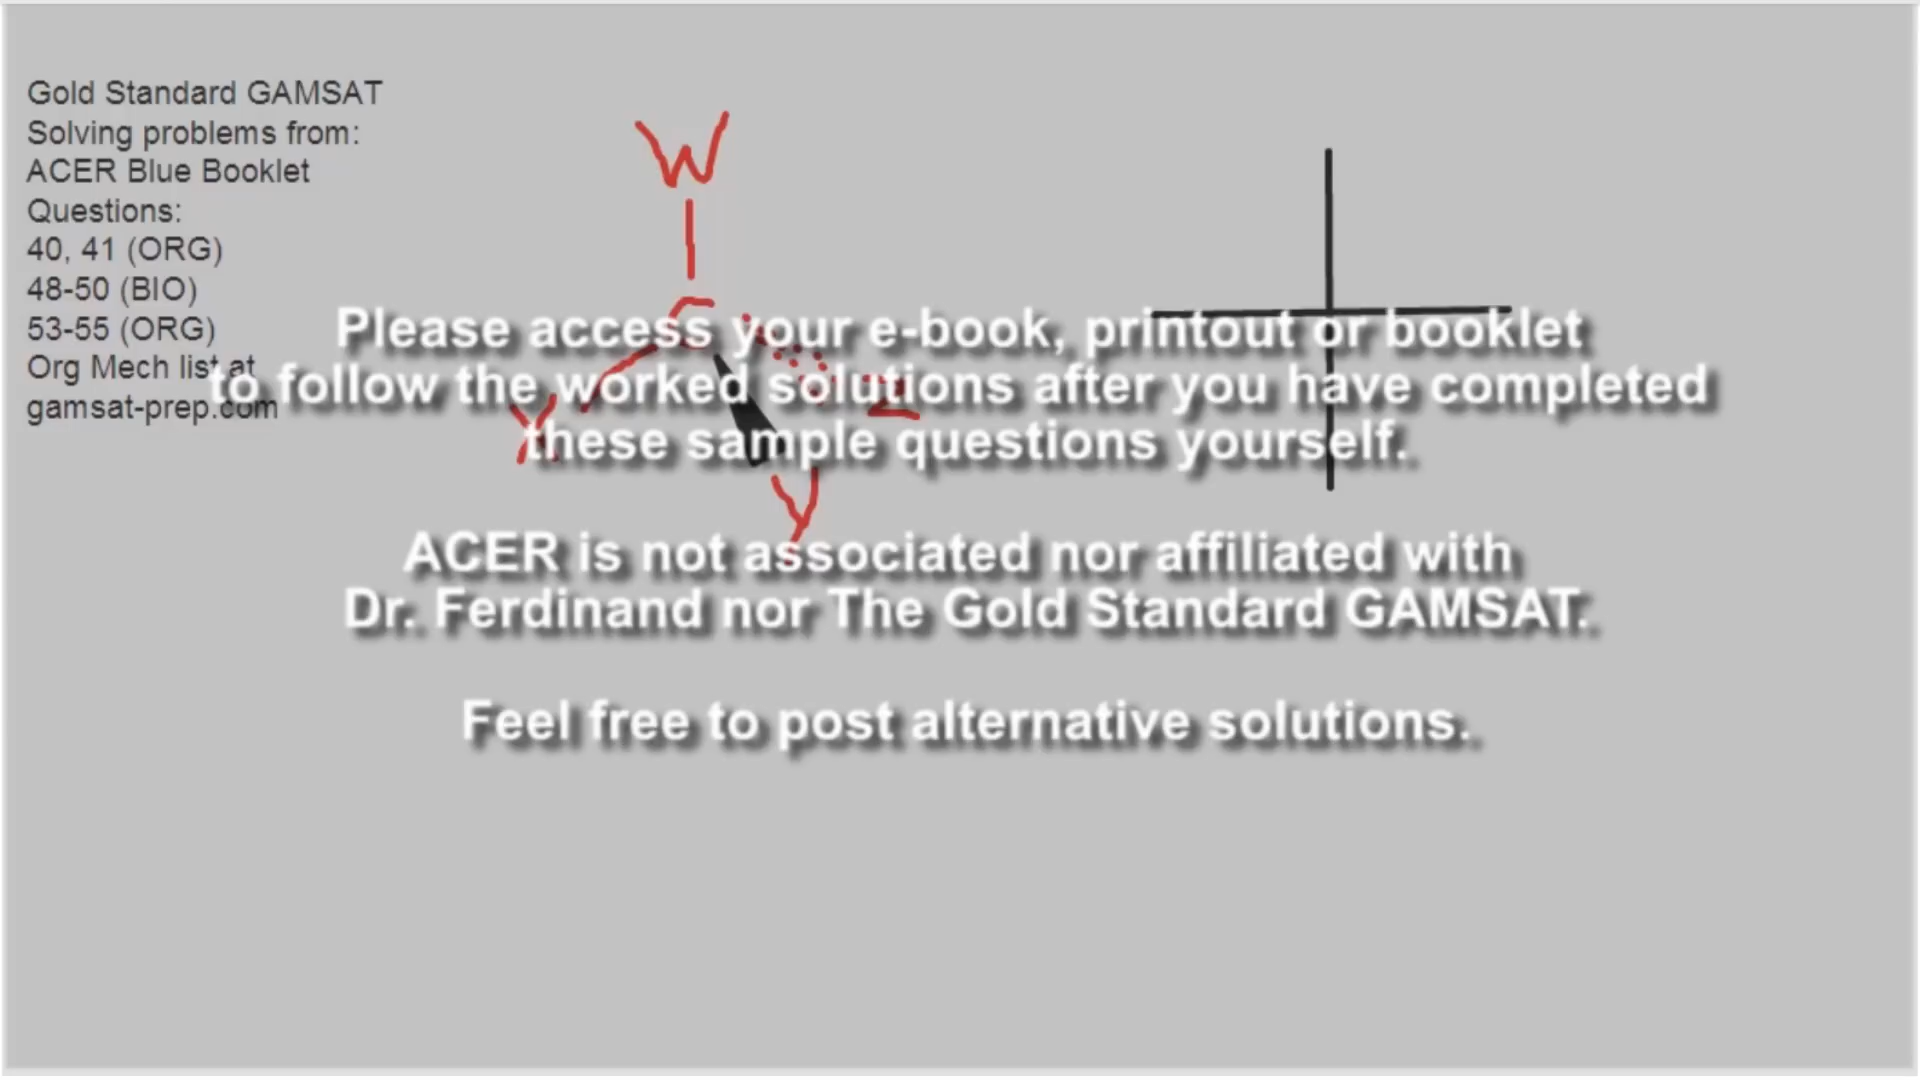 Gold Standard GAMSAT
Solving problems from:
ACER Blue Booklet
Questions:
40, 41 (ORG)
48-50 (BIO)
53-55 (ORG)
Org Mech list at
gamsat-prep.com
W
C
X
Y
Z
Please access your e-book, printout or booklet
to follow the worked solutions after you have completed
these sample questions yourself.
ACER is not associated nor affiliated with
Dr. Ferdinand nor The Gold Standard GAMSAT.
Feel free to post alternative solutions.